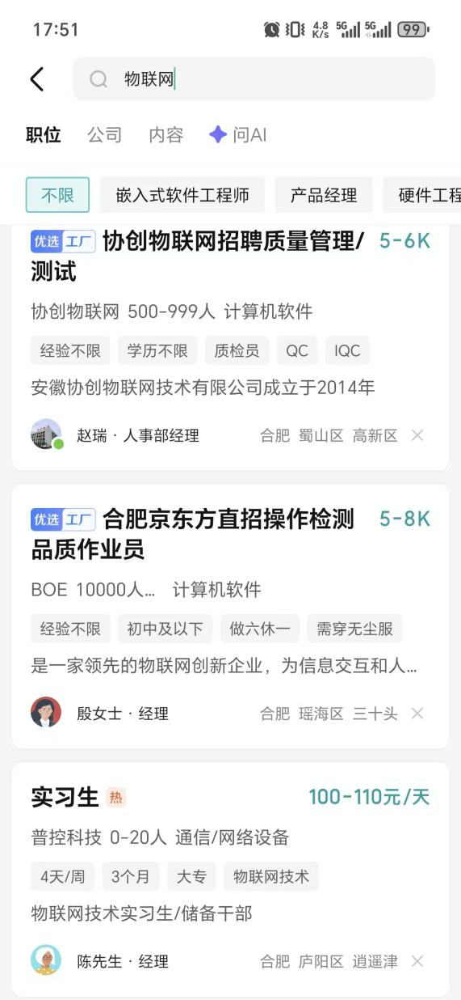 17:51
4.8 K/s 5G 5G 99
物联网
职位 公司 内容 问AI
不限 嵌入式软件工程师 产品经理 硬件工程
优选 工厂 协创物联网招聘质量管理/ 5-6K
测试
协创物联网 500-999人 计算机软件
经验不限 学历不限 质检员 QC IQC
安徽协创物联网技术有限公司成立于2014年
赵瑞 · 人事部经理 合肥 蜀山区 高新区
优选 工厂 合肥京东方直招操作检测 5-8K
品质作业员
BOE 10000人... 计算机软件
经验不限 初中及以下 做六休一 需穿无尘服
是一家领先的物联网创新企业，为信息交互和人...
殷女士 · 经理 合肥 瑶海区 三十头
实习生 热 100-110元/天
普控科技 0-20人 通信/网络设备
4天/周 3个月 大专 物联网技术
物联网技术实习生/储备干部
陈先生 · 经理 合肥 庐阳区 逍遥津